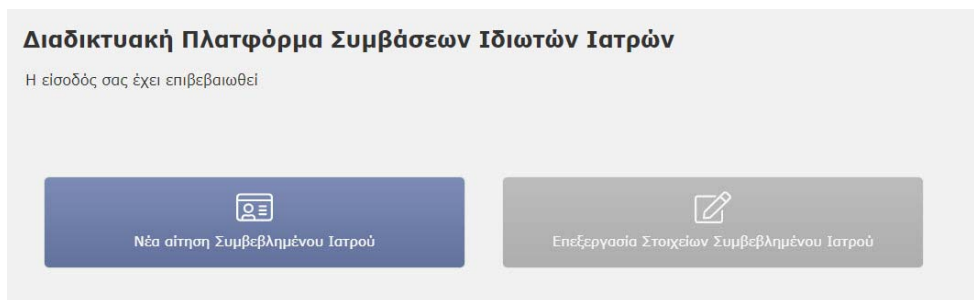 Διαδικτυακή Πλατφόρμα Συμβάσεων Ιδιωτών Ιατρών
Η είσοδός σας έχει επιβεβαιωθεί
Νέα αίτηση Συμβεβλημένου Ιατρού
Επεξεργασία Στοιχείων Συμβεβλημένου Ιατρού